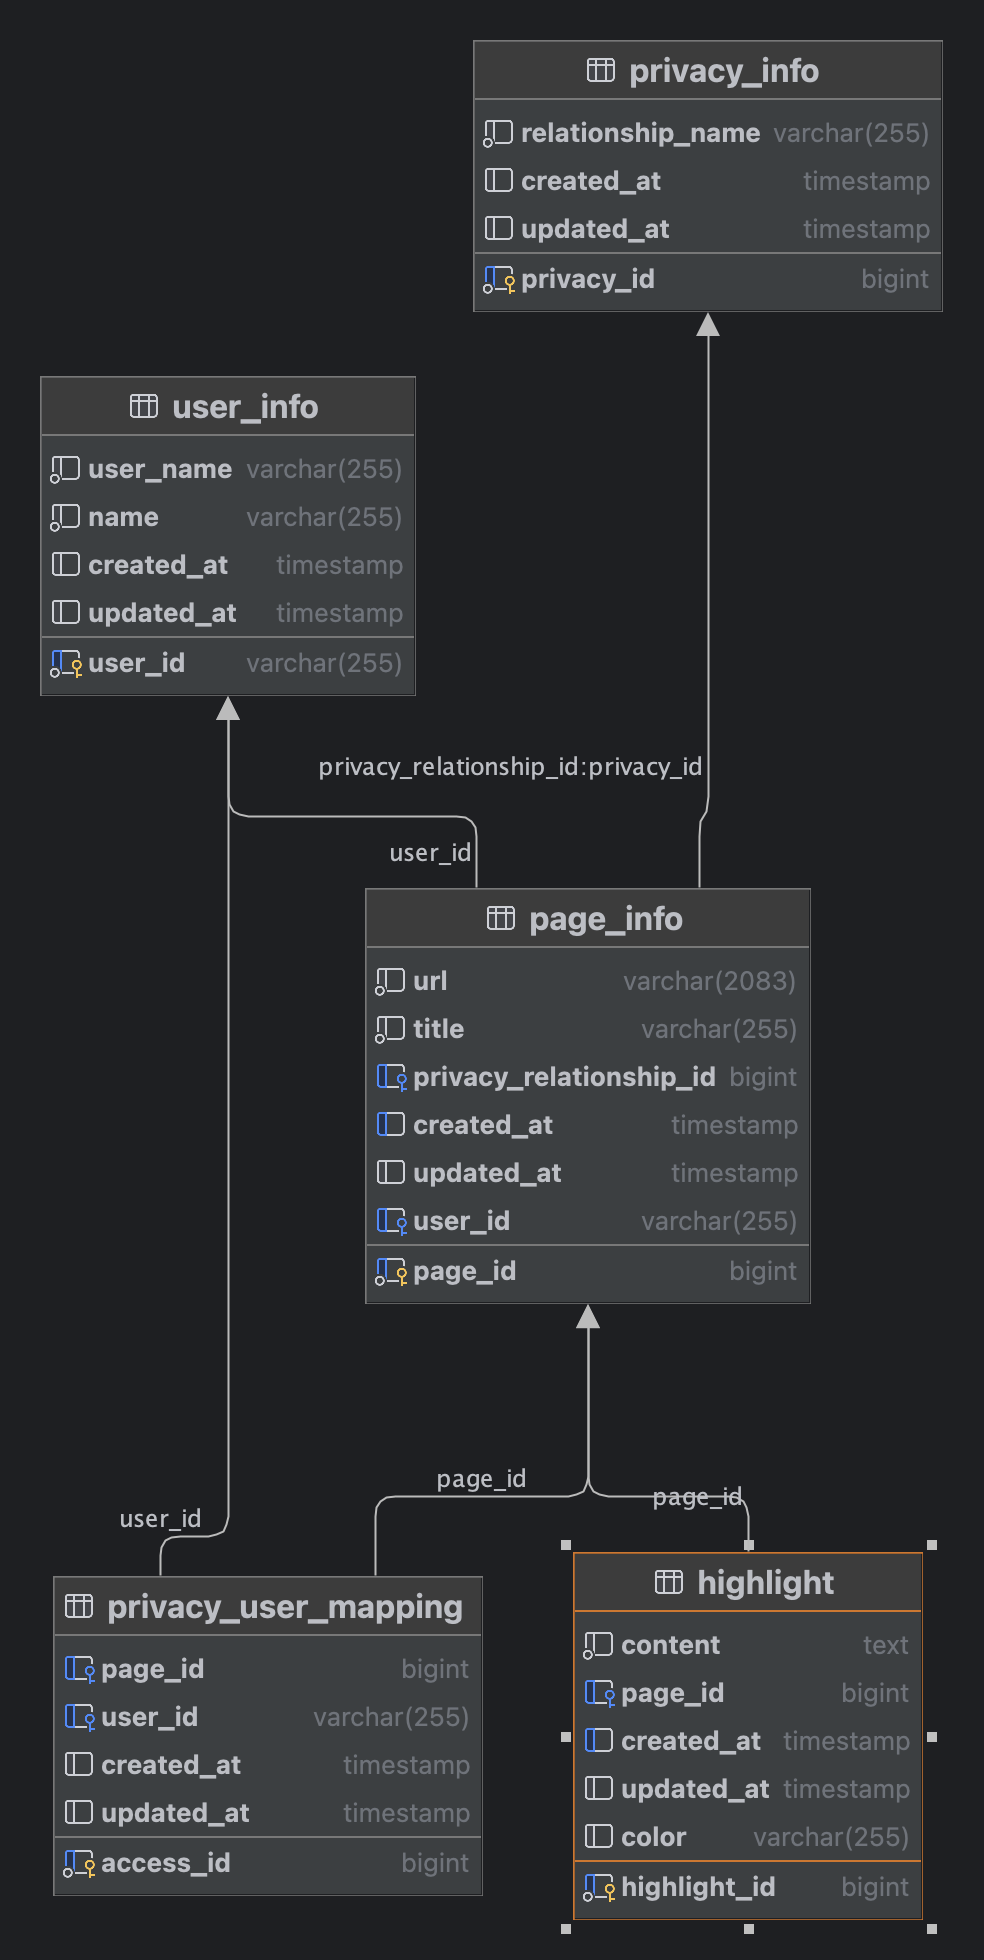 privacy_info
relationship_name varchar(255)
created_at timestamp
updated_at timestamp
privacy_id bigint
user_info
user_name varchar(255)
name varchar(255)
created_at timestamp
updated_at timestamp
user_id varchar(255)
privacy_relationship_id:privacy_id
user_id
page_info
url varchar(2083)
title varchar(255)
privacy_relationship_id bigint
created_at timestamp
updated_at timestamp
user_id varchar(255)
page_id bigint
page_id
page_id
user_id
privacy_user_mapping
page_id bigint
user_id varchar(255)
created_at timestamp
updated_at timestamp
access_id bigint
highlight
content text
page_id bigint
created_at timestamp
updated_at timestamp
color varchar(255)
highlight_id bigint